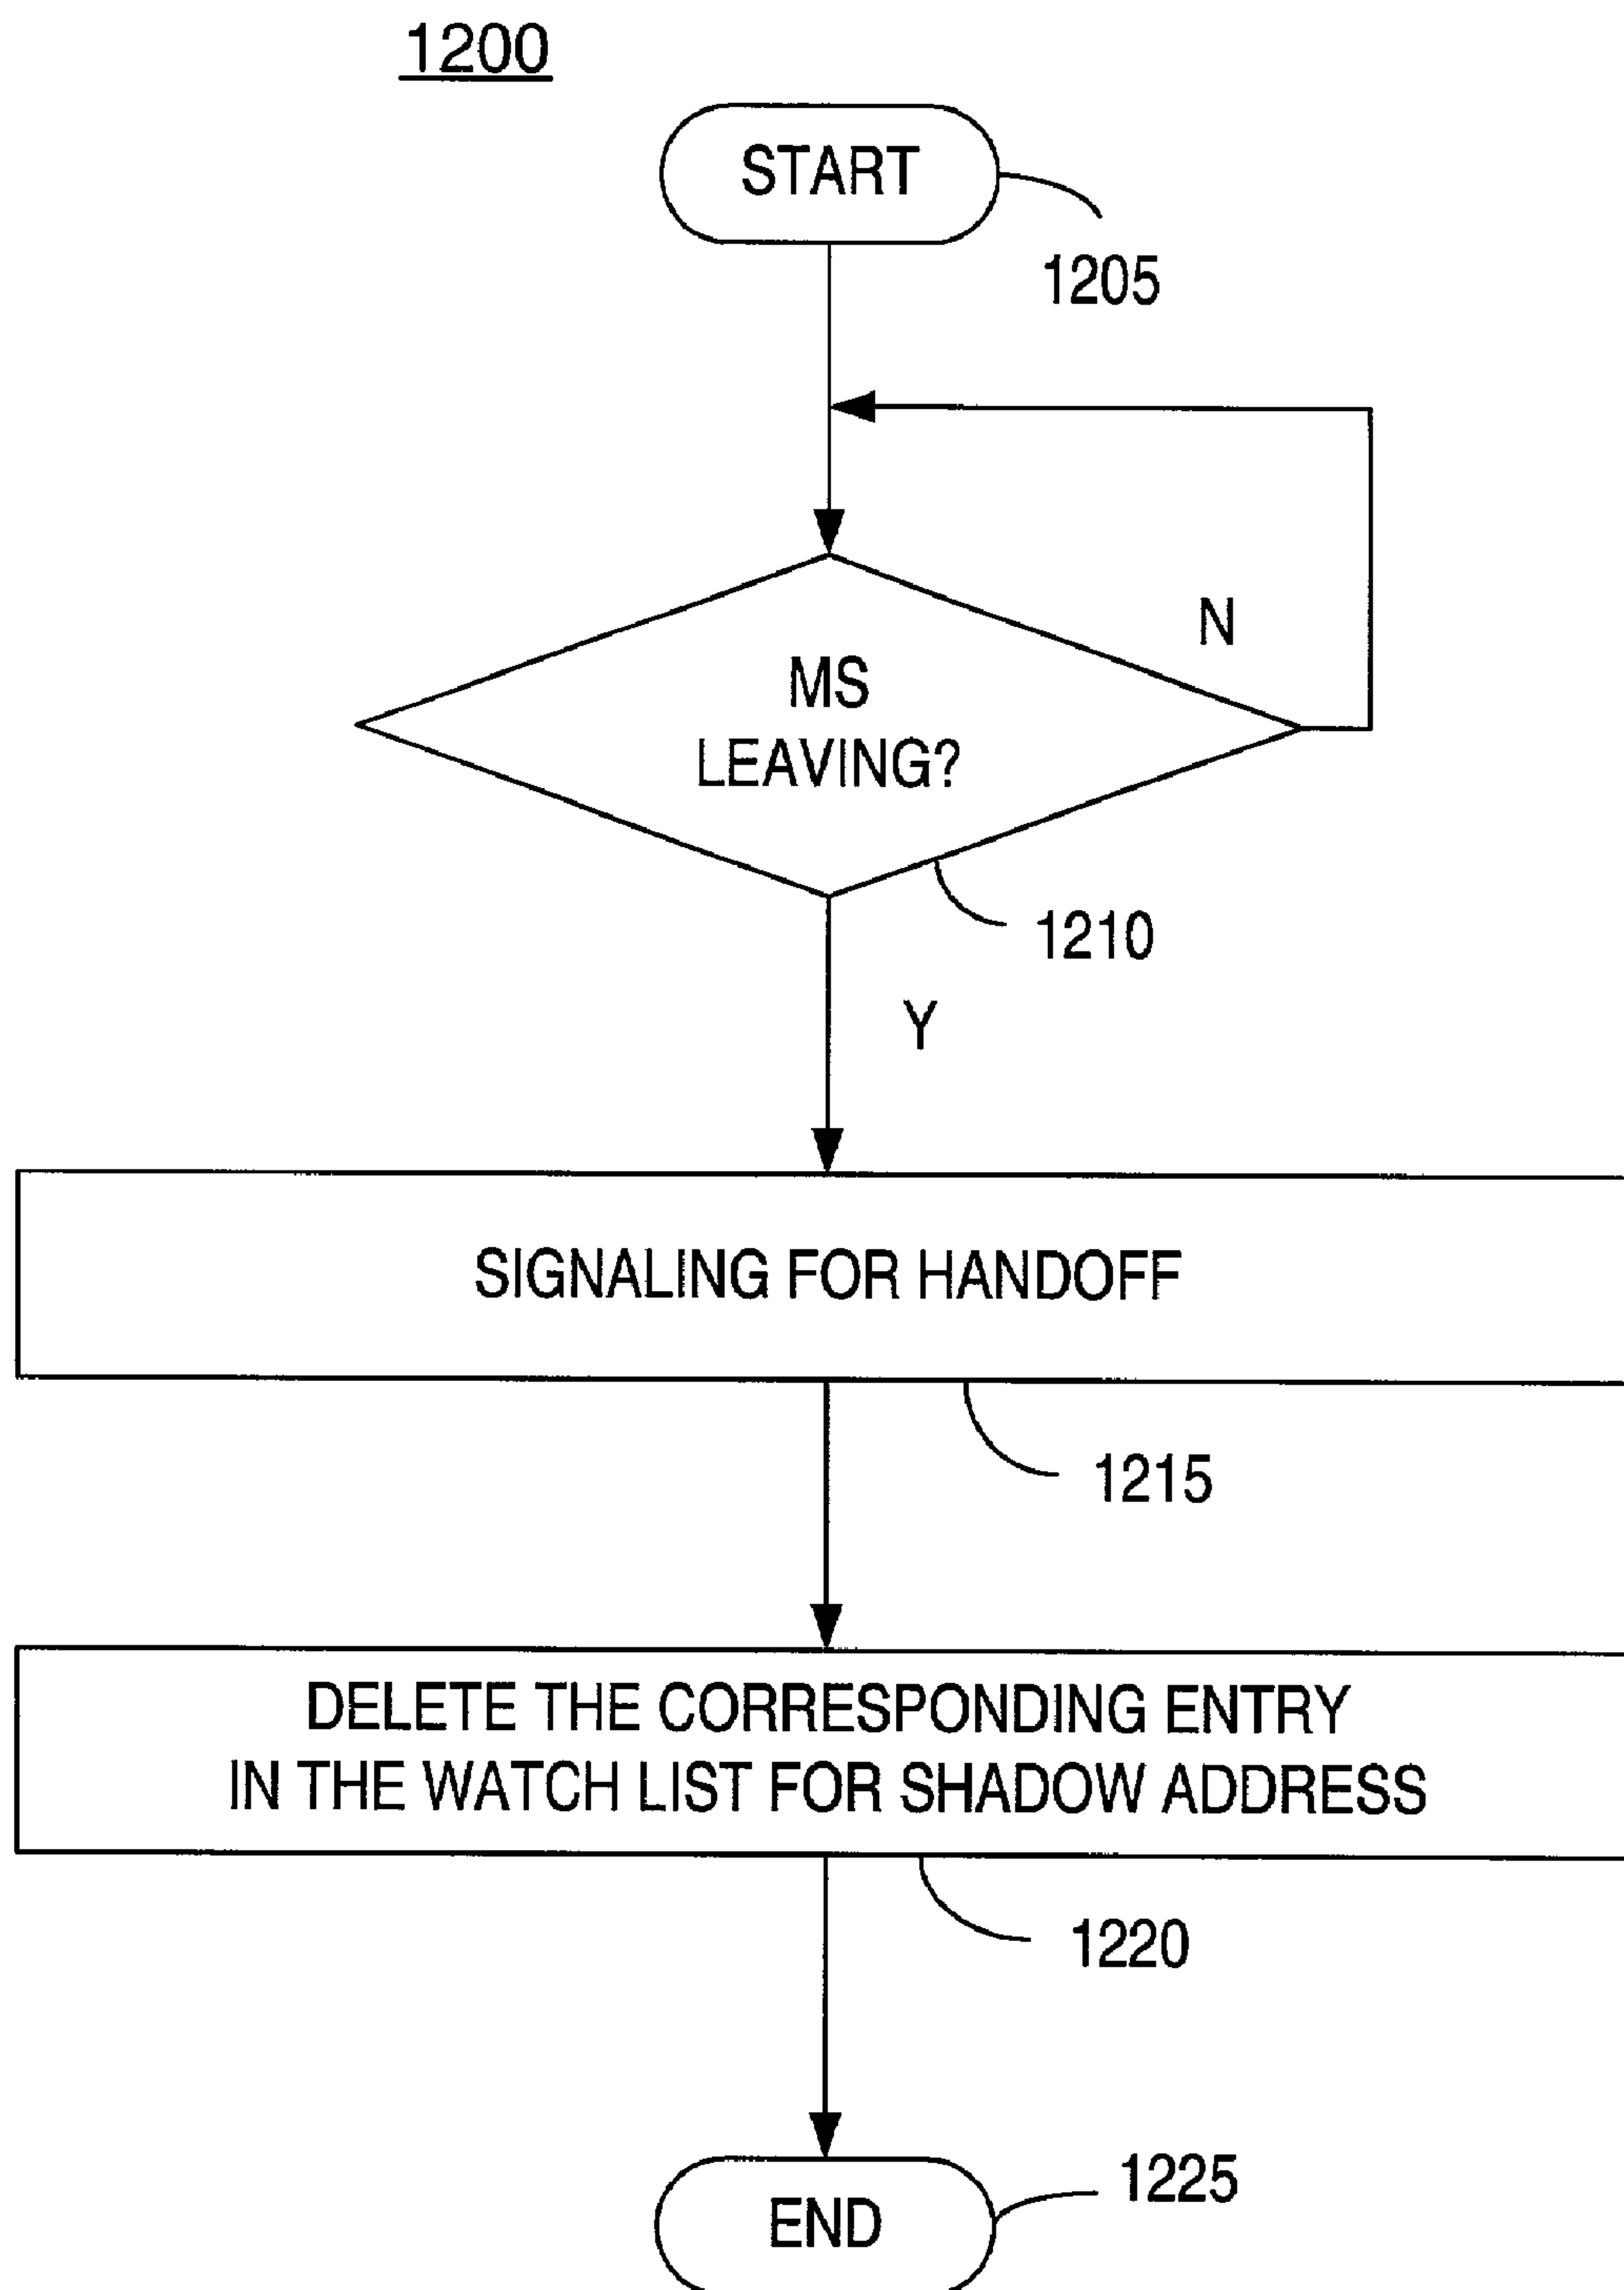 1200
START
1205
N
MS
LEAVING?
1210
Y
SIGNALING FOR HANDOFF
1215
DELETE THE CORRESPONDING ENTRY
IN THE WATCH LIST FOR SHADOW ADDRESS
1220
1225
END